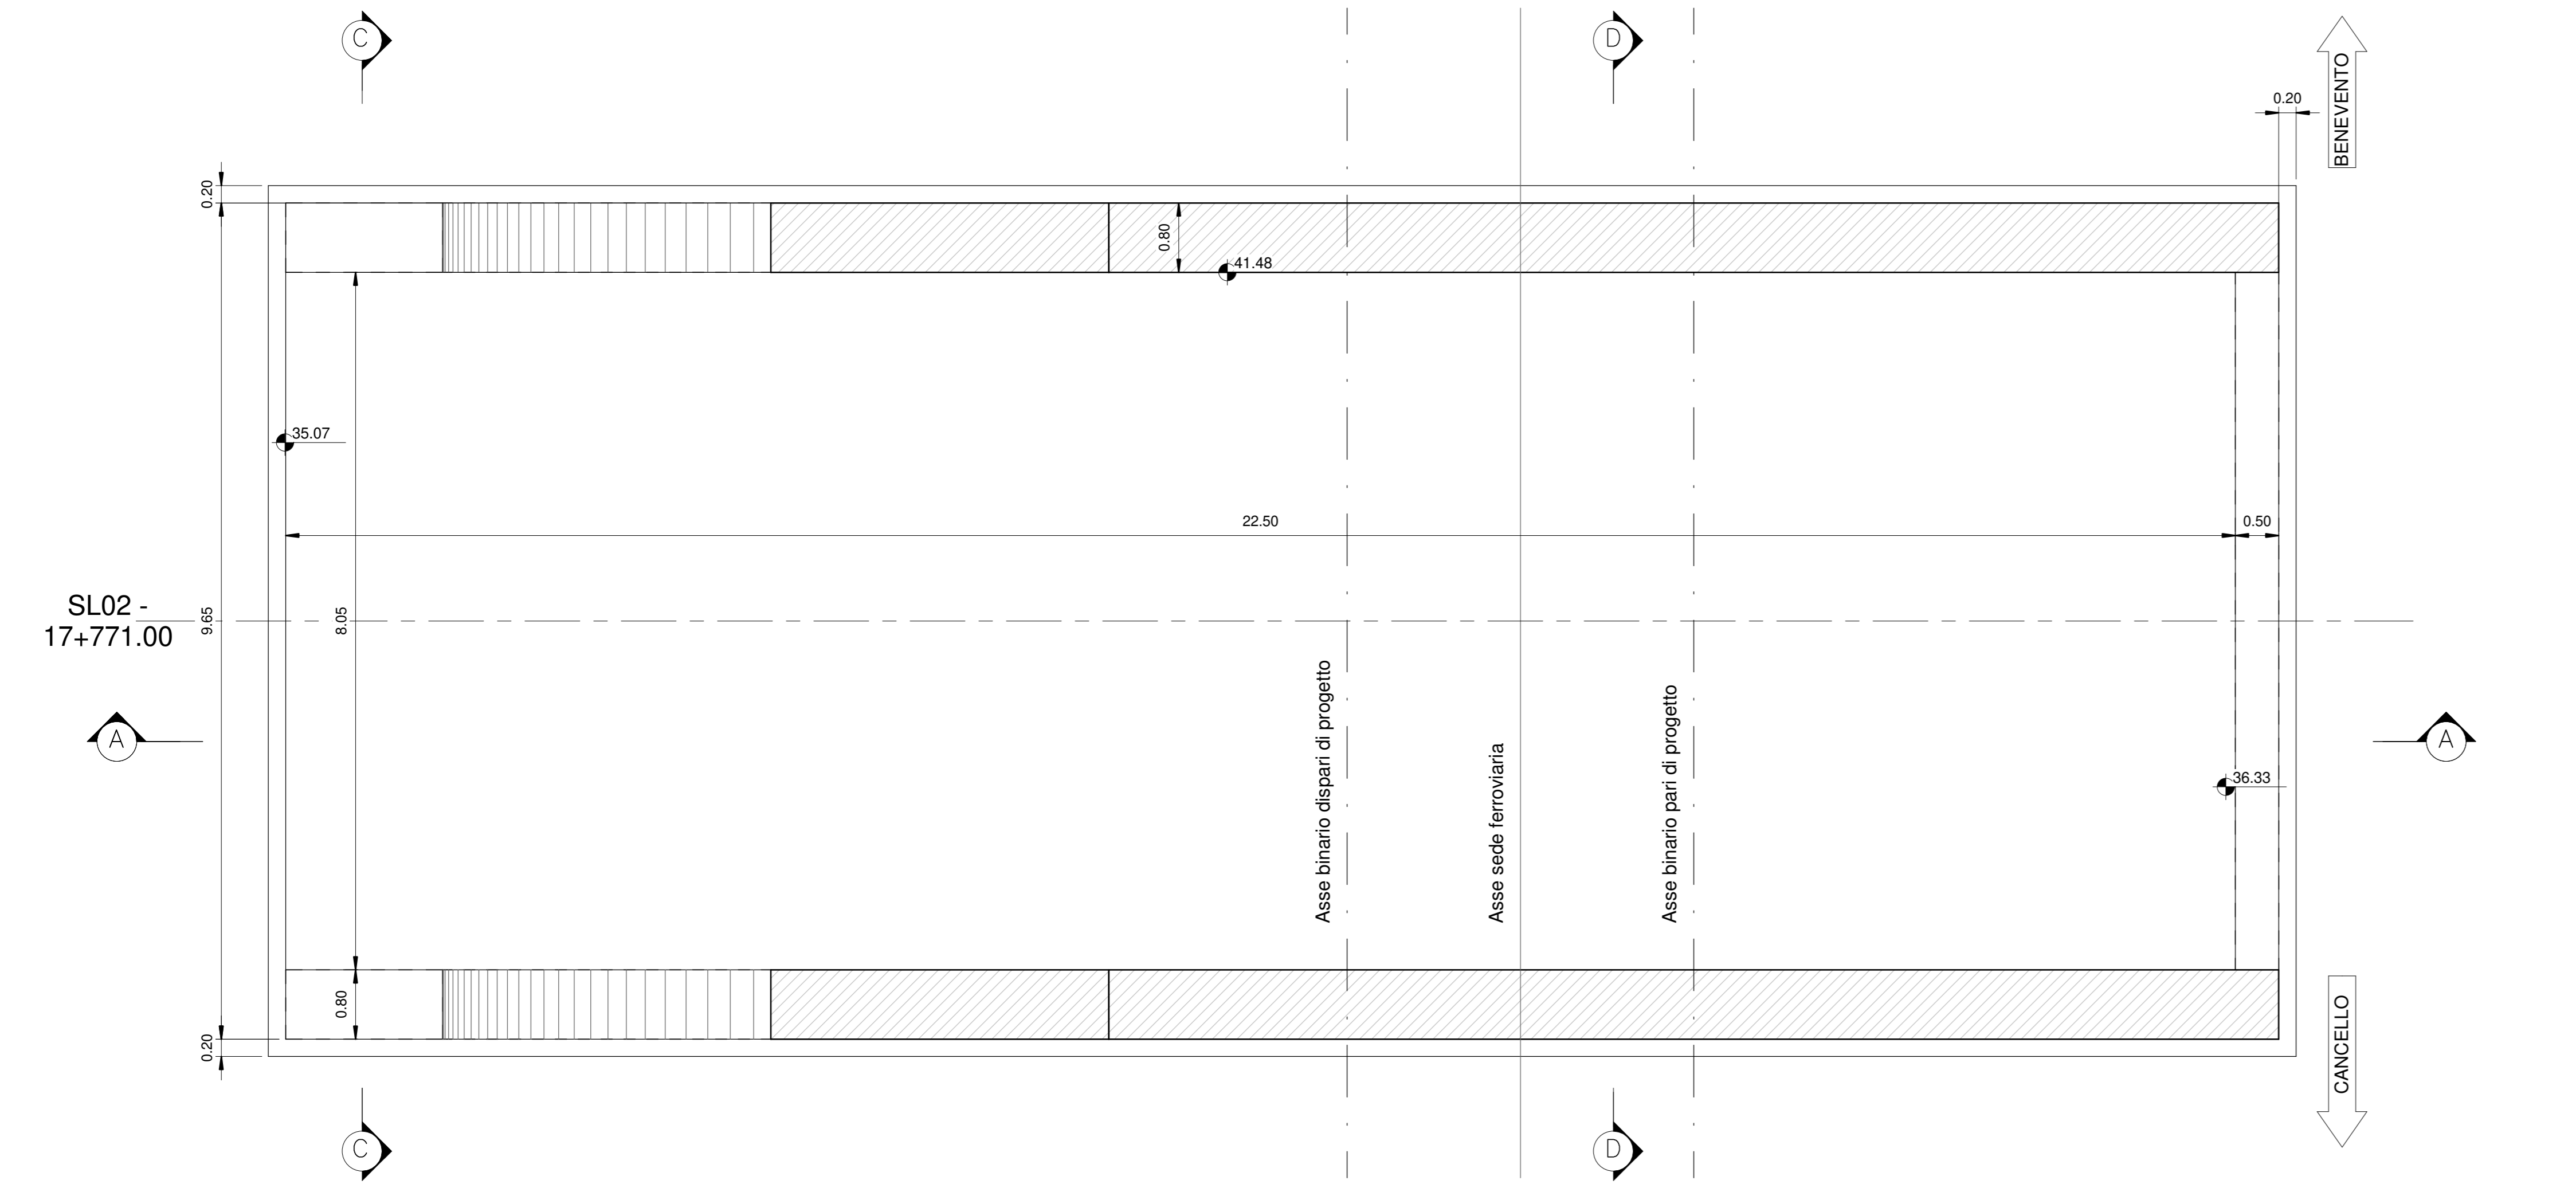 C
D
BENEVENTO
0.20
0.20
0.80
41.48
35.07
22.50
0.50
SL02 -
17+771.00
9.65
8.05
Asse binario dispari di progetto
Asse sede ferroviaria
Asse binario pari di progetto
A
A
36.33
0.80
0.20
CANCELLO
C
D